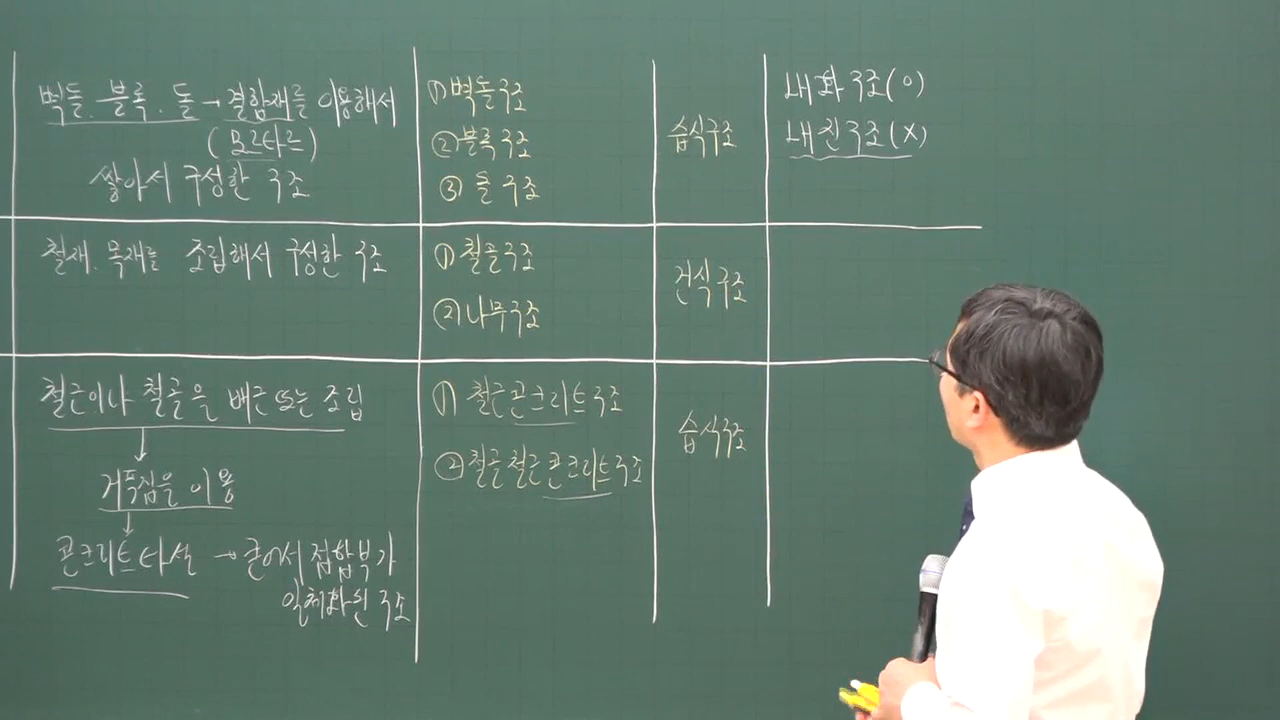 벽돌. 블록. 돌 → 결합재를 이용해서
(모르타르)
쌓아서 구성한 구조
① 벽돌구조
② 블록구조
③ 돌 구조
습식구조
내화구조(O)
내진구조(X)
철재. 목재를 조립해서 구성한 구조
① 철골구조
② 나무구조
건식구조
철근이나 철골을 배근 또는 조립
↓
거푸집을 이용
↓
콘크리트타설 → 굳어서 접합부가
일체화된 구조
① 철근콘크리트구조
② 철골철근콘크리트구조
습식구조